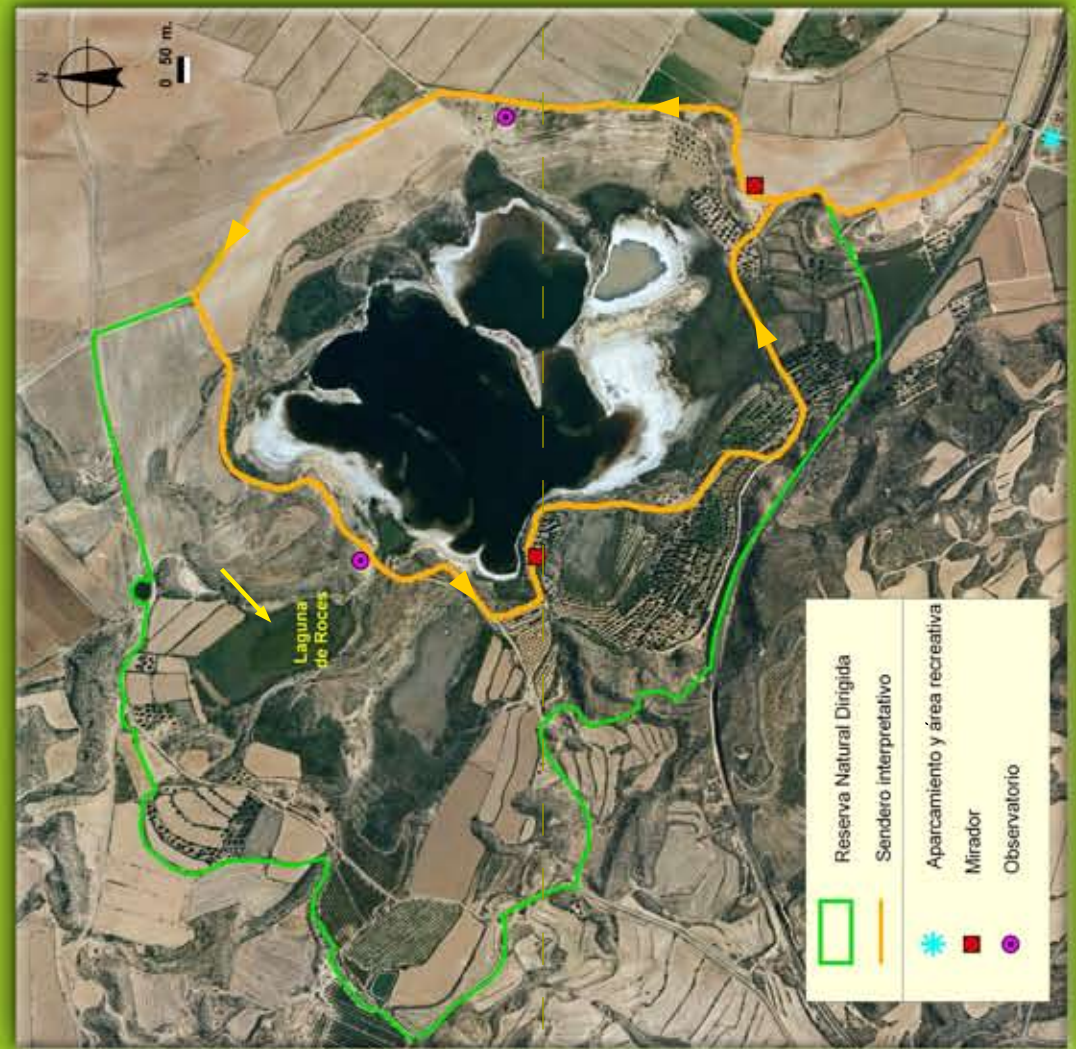 N
0 50 m.
Laguna
de Roces
Reserva Natural Dirigida
Sendero interpretativo
Aparcamiento y área recreativa
Mirador
Observatorio